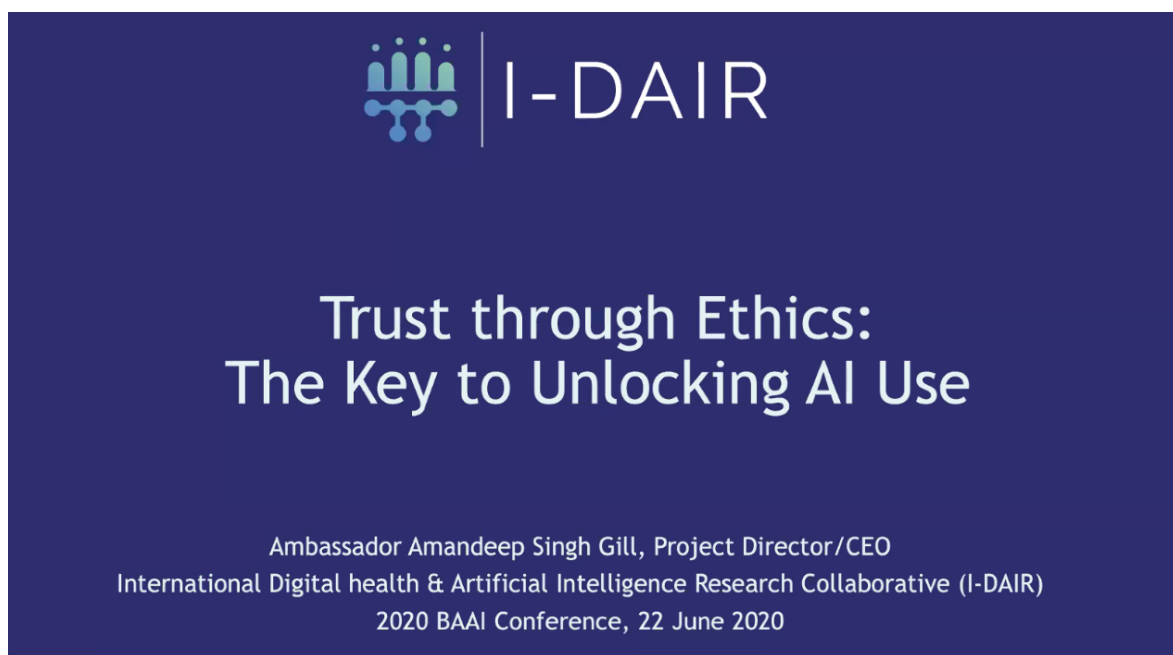 I-DAIR
Trust through Ethics:
The Key to Unlocking AI Use
Ambassador Amandeep Singh Gill, Project Director/CEO
International Digital health & Artificial Intelligence Research Collaborative (I-DAIR)
2020 BAAI Conference, 22 June 2020